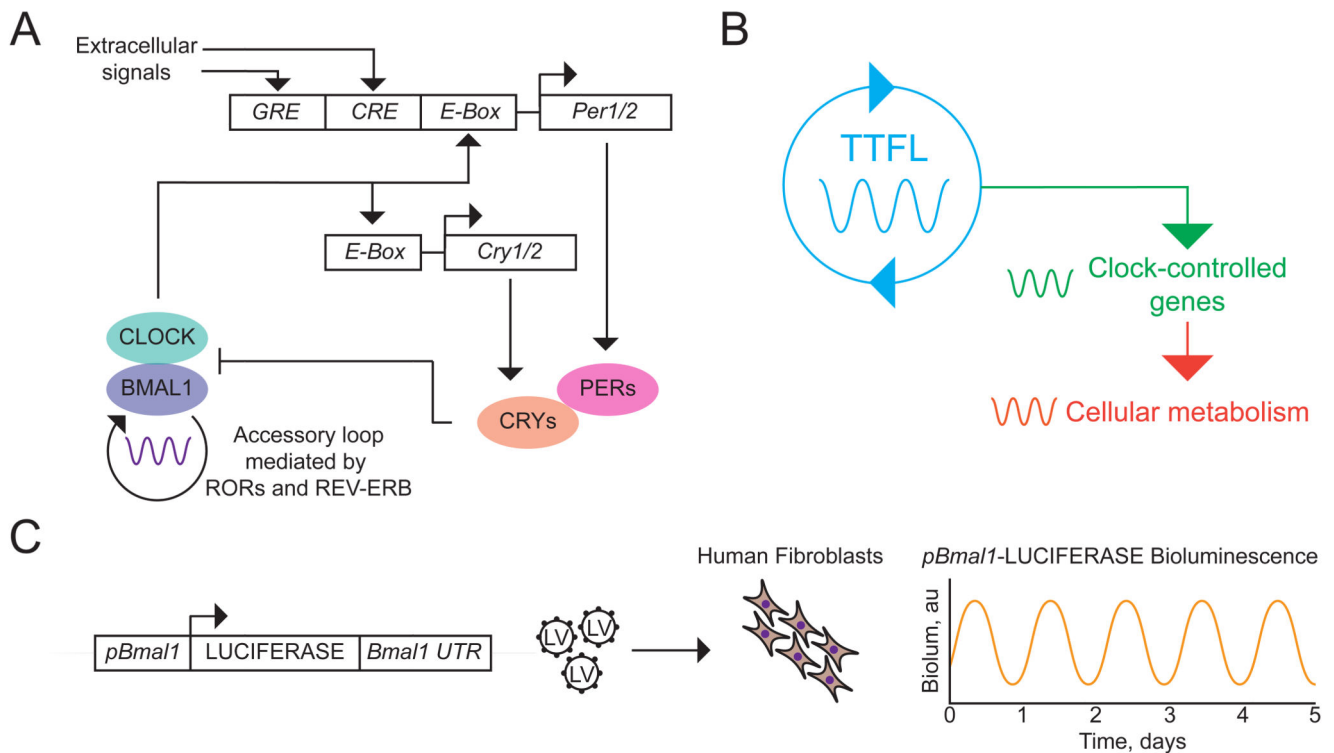 A
Extracellular
signals
GRE CRE E-Box Per1/2
E-Box Cry1/2
CLOCK
BMAL1
PERs
CRYs
Accessory loop
mediated by
RORs and REV-ERB
B
TTFL
Clock-controlled
genes
Cellular metabolism
C
pBmal1 LUCIFERASE Bmal1 UTR
LV LV
LV
Human Fibroblasts
pBmal1-LUCIFERASE Bioluminescence
Biolum, au
0 1 2 3 4 5
Time, days